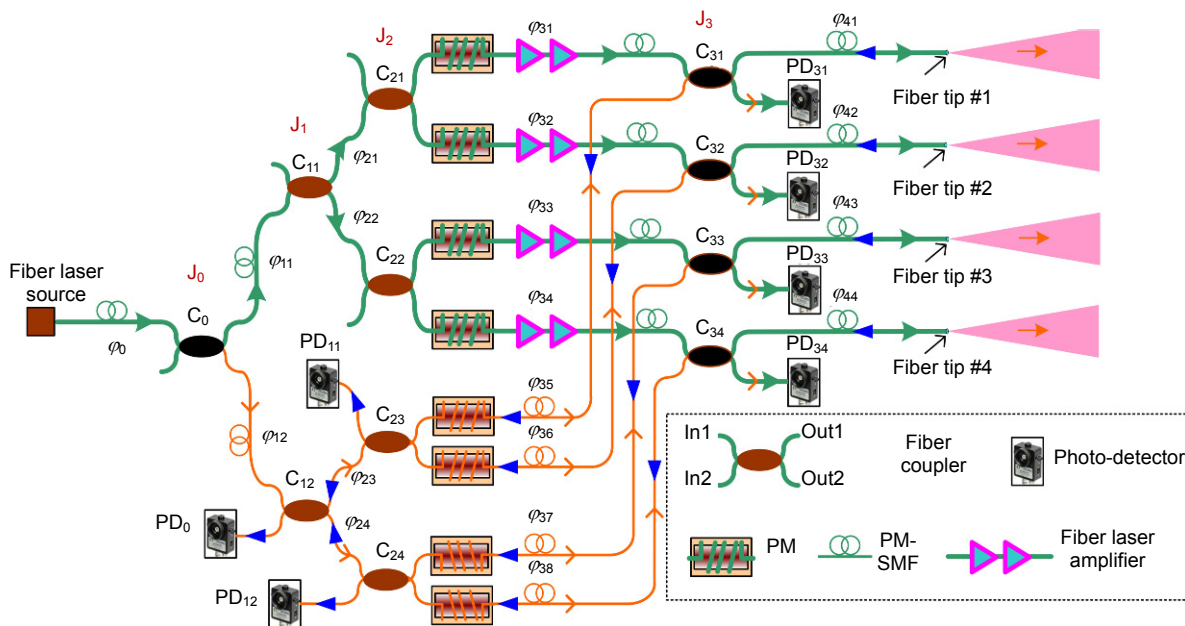 J₃
φ₄₁
J₂
φ₃₁
C₃₁
PD₃₁
C₂₁
Fiber tip #1
φ₃₂
φ₄₂
J₁
C₃₂
PD₃₂
φ₂₁
C₁₁
Fiber tip #2
φ₂₂
φ₃₃
φ₄₃
C₃₃
PD₃₃
C₂₂
Fiber laser
source
J₀
φ₁₁
Fiber tip #3
φ₃₄
φ₄₄
C₀
C₃₄
PD₃₄
φ₀
PD₁₁
Fiber tip #4
φ₃₅
C₂₃
φ₃₆
φ₁₂
φ₂₃
C₁₂
PD₀
φ₂₄
φ₃₇
C₂₄
φ₃₈
PD₁₂
In1
Out1
In2
Out2
Fiber
coupler
Photo-detector
PM
PM-
SMF
Fiber laser
amplifier